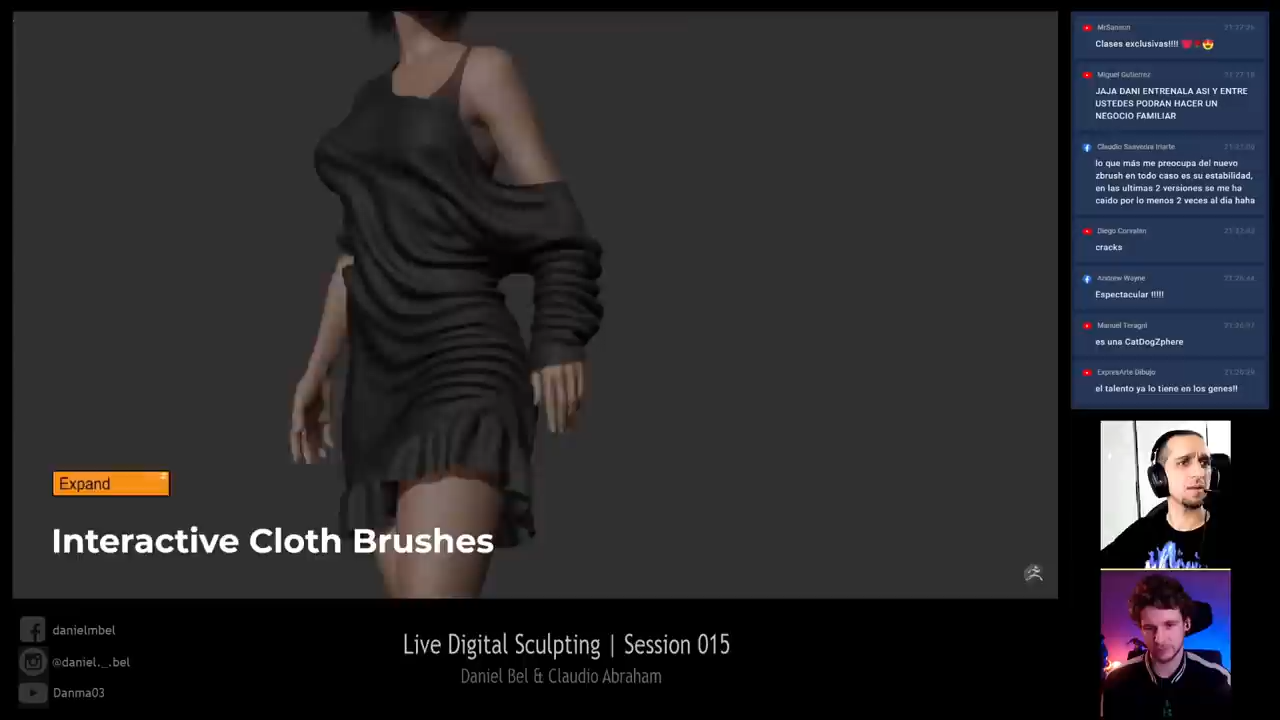 Expand
Interactive Cloth Brushes
MrSanmin
Clases exclusivas!!!!
Miguel Gutierrez
JAJA DANI ENTRENALA ASI Y ENTRE
USTEDES PODRAN HACER UN
NEGOCIO FAMILIAR
Claudio Saavedra Iriarte
lo que más me preocupa del nuevo
zbrush en todo caso es su estabilidad,
en las ultimas 2 versiones se me ha
caido por lo menos 2 veces al dia haha
Diego Corvalan
cracks
Andrew Wayne
Espectacular !!!!!
Manuel Teragni
es una CatDogZphere
ExpresArte Dibujo
el talento ya lo tiene en los genes!!
danielmbel
@daniel._.bel
Danma03
Live Digital Sculpting | Session 015
Daniel Bel & Claudio Abraham